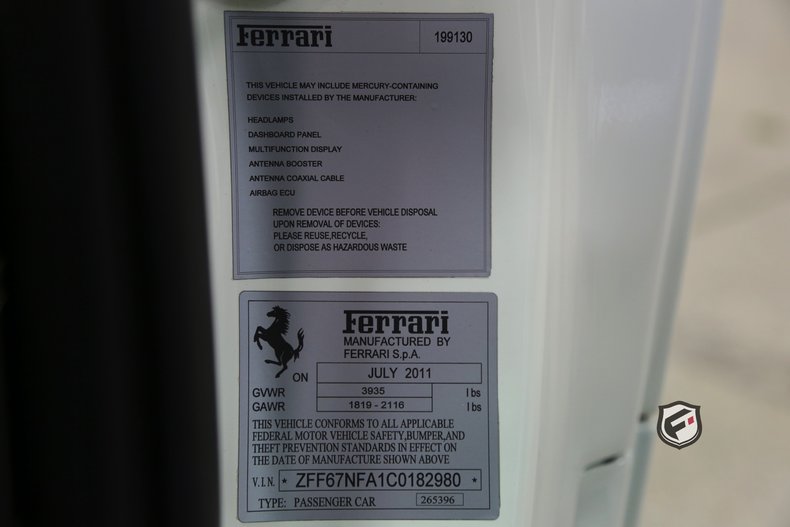 Ferrari 199130
THIS VEHICLE MAY INCLUDE MERCURY-CONTAINING
DEVICES INSTALLED BY THE MANUFACTURER:
HEADLAMPS
DASHBOARD PANEL
MULTIFUNCTION DISPLAY
ANTENNA BOOSTER
ANTENNA COAXIAL CABLE
AIRBAG ECU
REMOVE DEVICE BEFORE VEHICLE DISPOSAL
UPON REMOVAL OF DEVICES:
PLEASE REUSE,RECYCLE,
OR DISPOSE AS HAZARDOUS WASTE
Ferrari
MANUFACTURED BY
FERRARI S.p.A.
ON JULY 2011
GVWR 3935 lbs
GAWR 1819 - 2116 lbs
THIS VEHICLE CONFORMS TO ALL APPLICABLE
FEDERAL MOTOR VEHICLE SAFETY,BUMPER,AND
THEFT PREVENTION STANDARDS IN EFFECT ON
THE DATE OF MANUFACTURE SHOWN ABOVE
V.I.N. * ZFF67NFA1C0182980 *
TYPE: PASSENGER CAR 265396
F